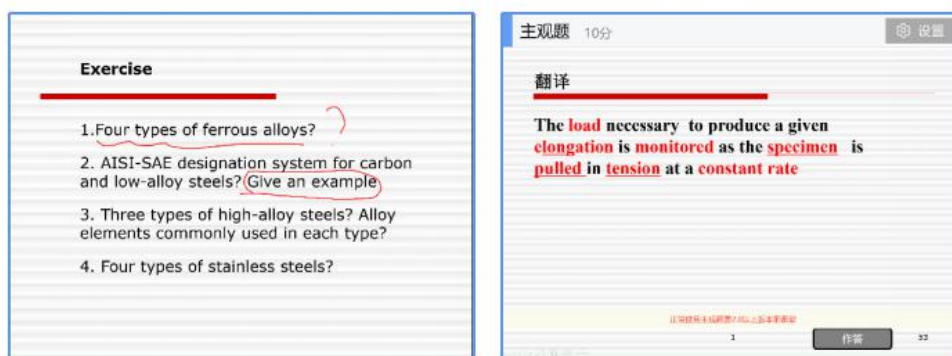 Exercise
1.Four types of ferrous alloys?
2. AISI-SAE designation system for carbon
and low-alloy steels? Give an example
3. Three types of high-alloy steels? Alloy
elements commonly used in each type?
4. Four types of stainless steels?
主观题 10分
设置
翻译
The load necessary to produce a given
elongation is monitored as the specimen is
pulled in tension at a constant rate
1
作答
33